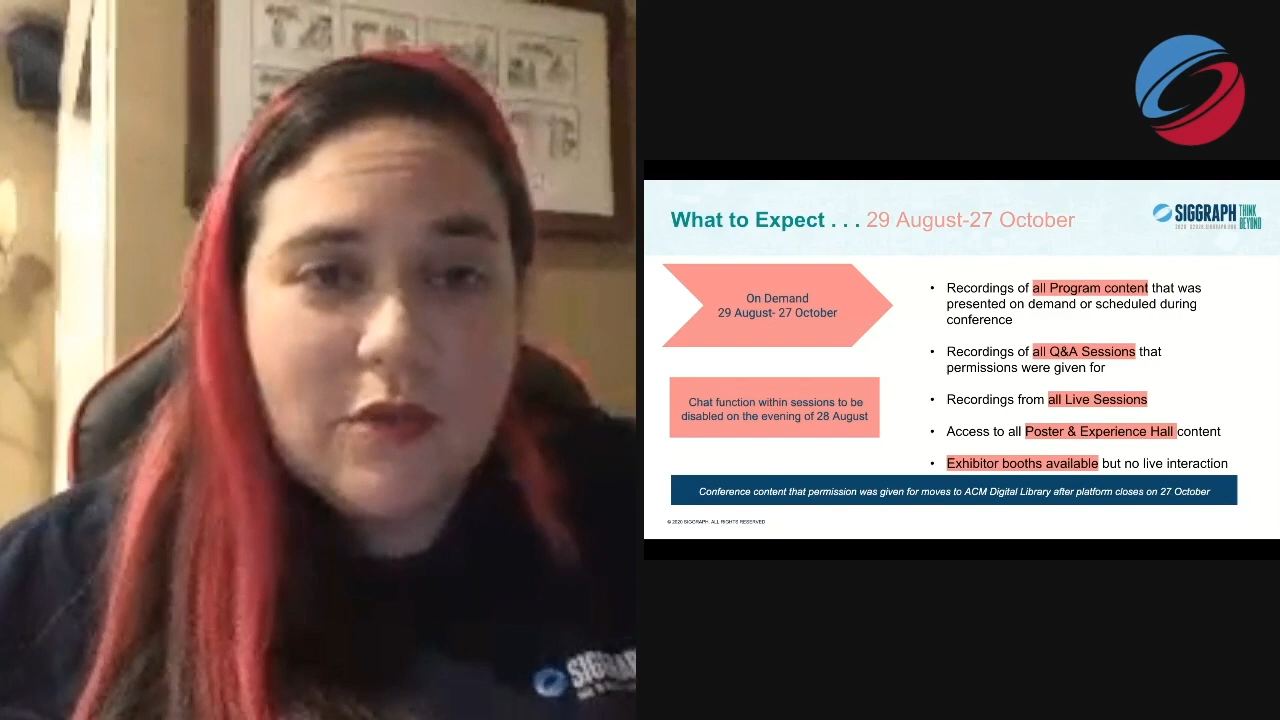 What to Expect . . . 29 August-27 October
SIGGRAPH THINK
BEYOND
On Demand
29 August- 27 October
Chat function within sessions to be
disabled on the evening of 28 August
• Recordings of all Program content that was
presented on demand or scheduled during
conference
• Recordings of all Q&A Sessions that
permissions were given for
• Recordings from all Live Sessions
• Access to all Poster & Experience Hall content
• Exhibitor booths available but no live interaction
Conference content that permission was given for moves to ACM Digital Library after platform closes on 27 October
© 2020 SIGGRAPH. ALL RIGHTS RESERVED
SIGGRA